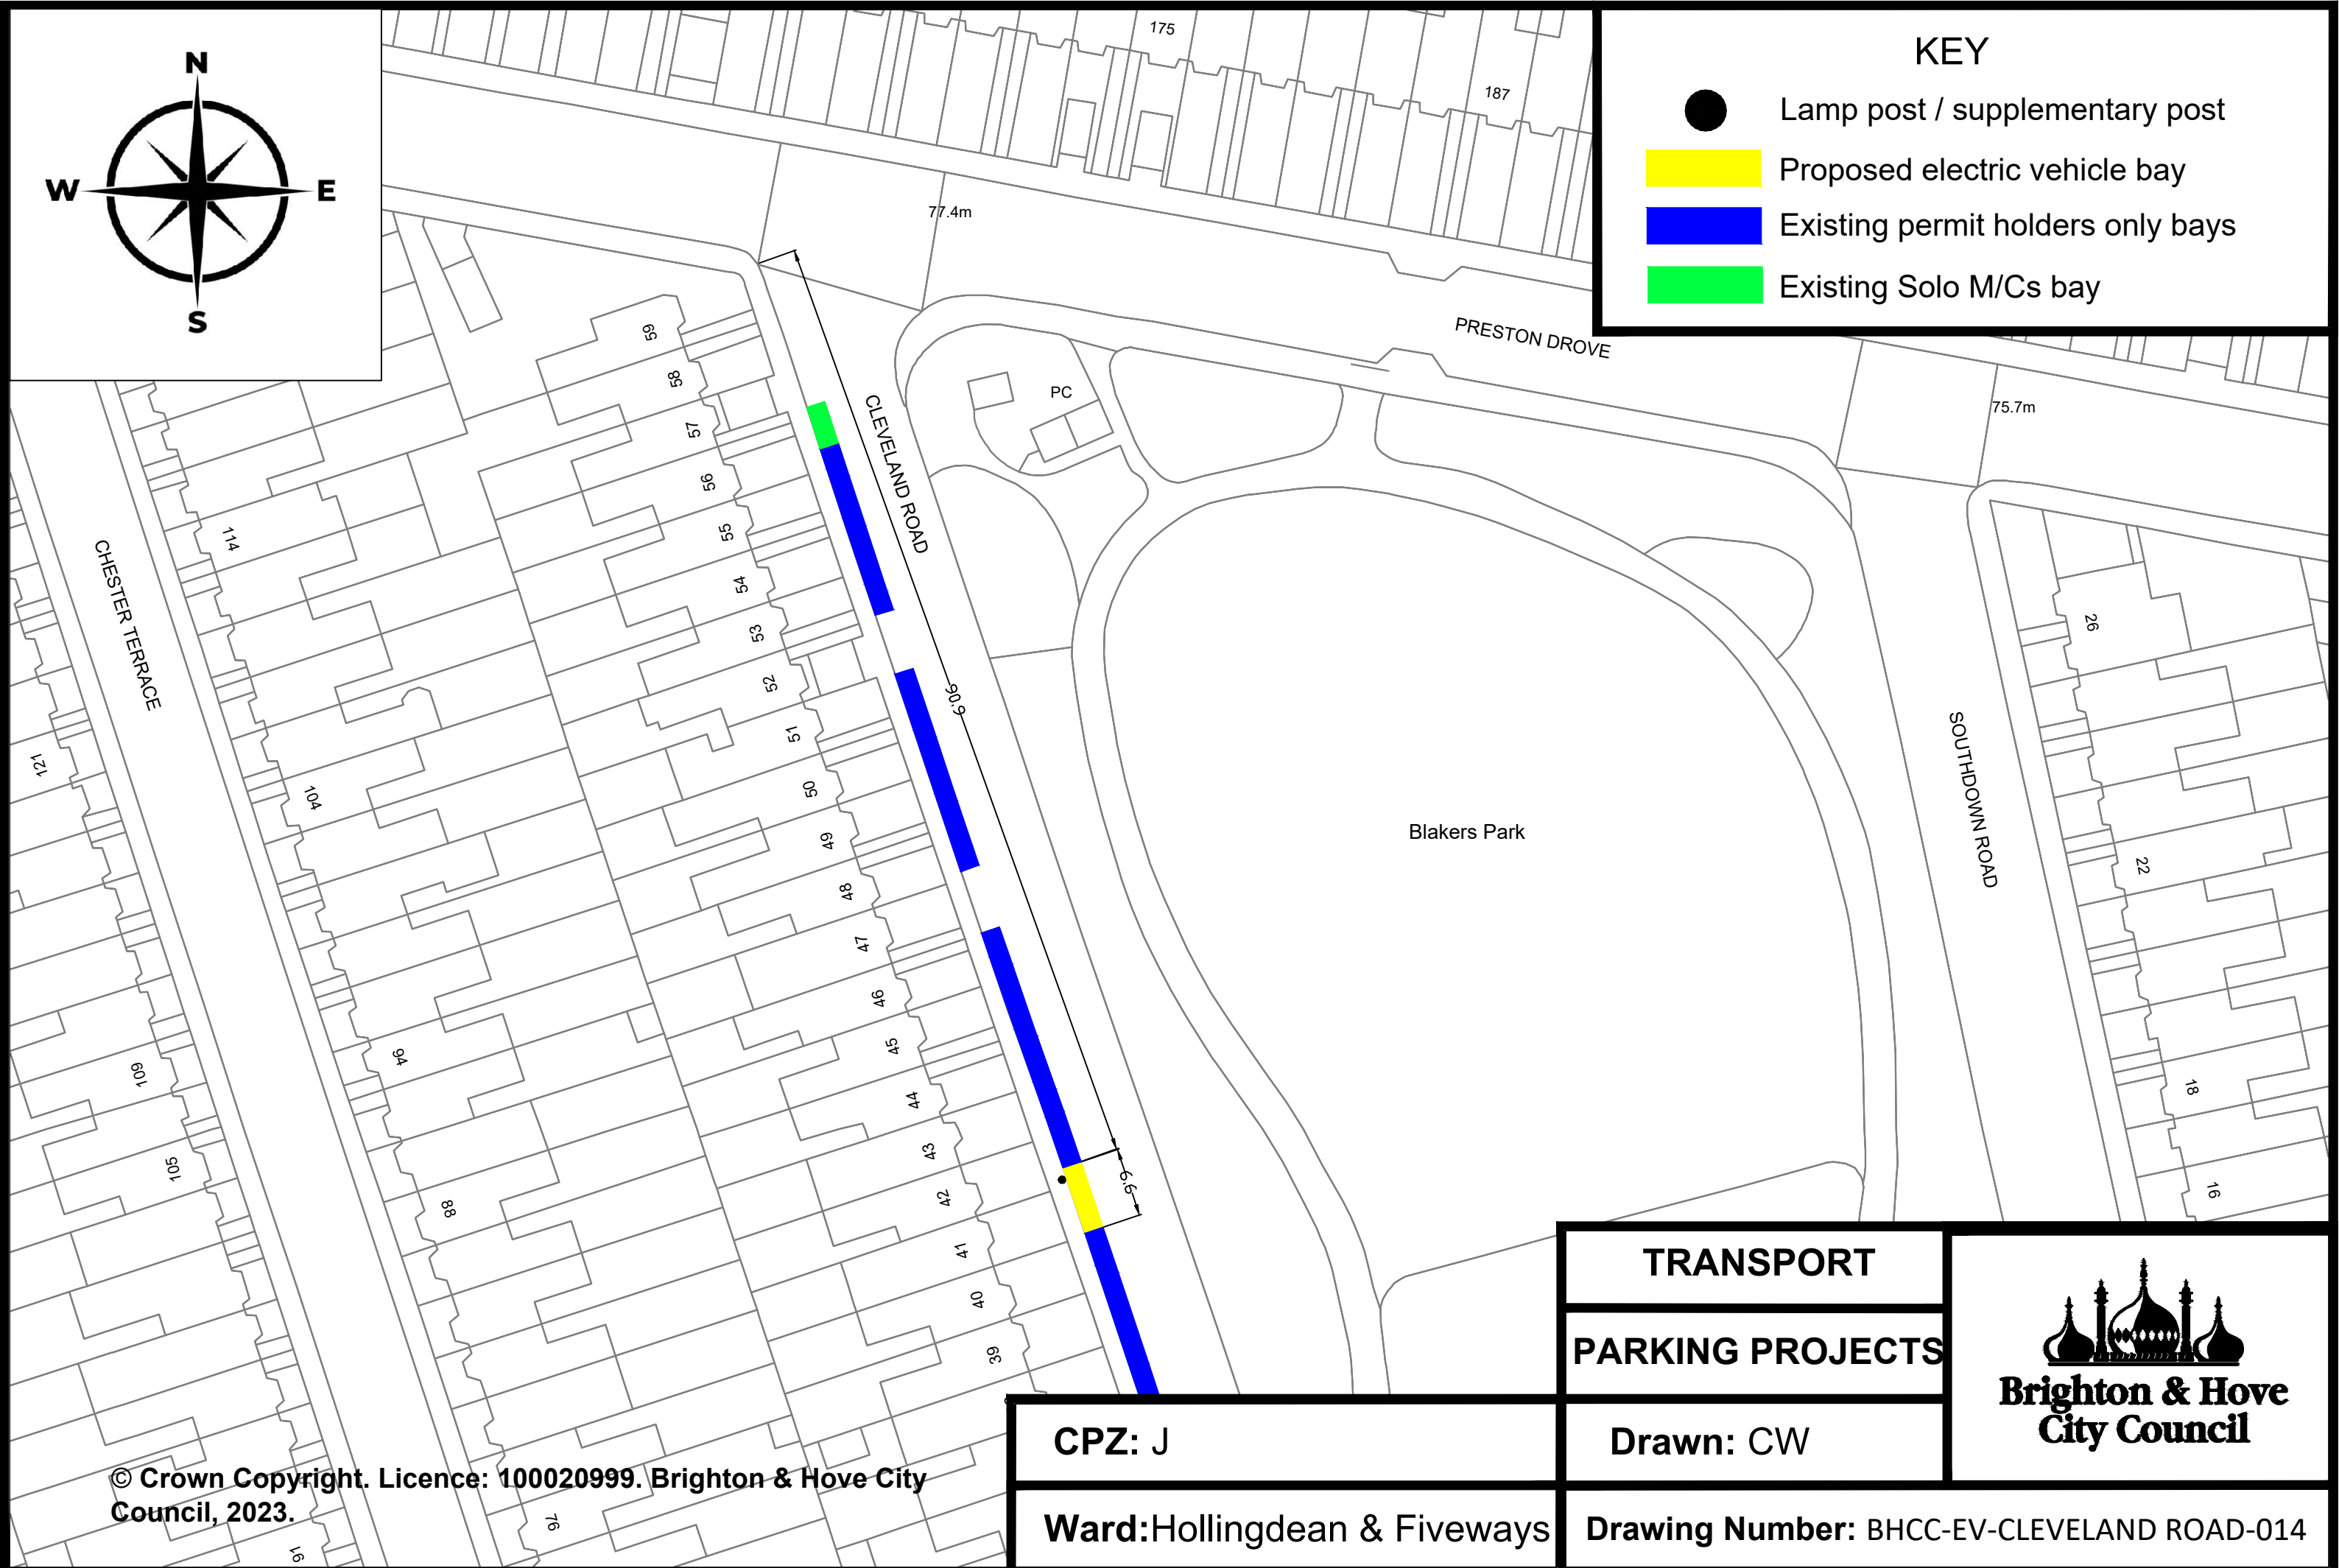 N
W
E
S
KEY
Lamp post / supplementary post
Proposed electric vehicle bay
Existing permit holders only bays
Existing Solo M/Cs bay
175
187
77.4m
PRESTON DROVE
75.7m
PC
CLEVELAND ROAD
CHESTER TERRACE
SOUTHDOWN ROAD
Blakers Park
90.9
6.6
59
58
57
56
55
54
53
52
51
50
49
48
47
46
45
44
43
42
41
40
39
114
104
94
88
76
121
109
105
91
26
22
18
16
TRANSPORT
PARKING PROJECTS
Brighton & Hove
City Council
CPZ: J
Drawn: CW
Ward:Hollingdean & Fiveways
Drawing Number: BHCC-EV-CLEVELAND ROAD-014
© Crown Copyright. Licence: 100020999. Brighton & Hove City
Council, 2023.